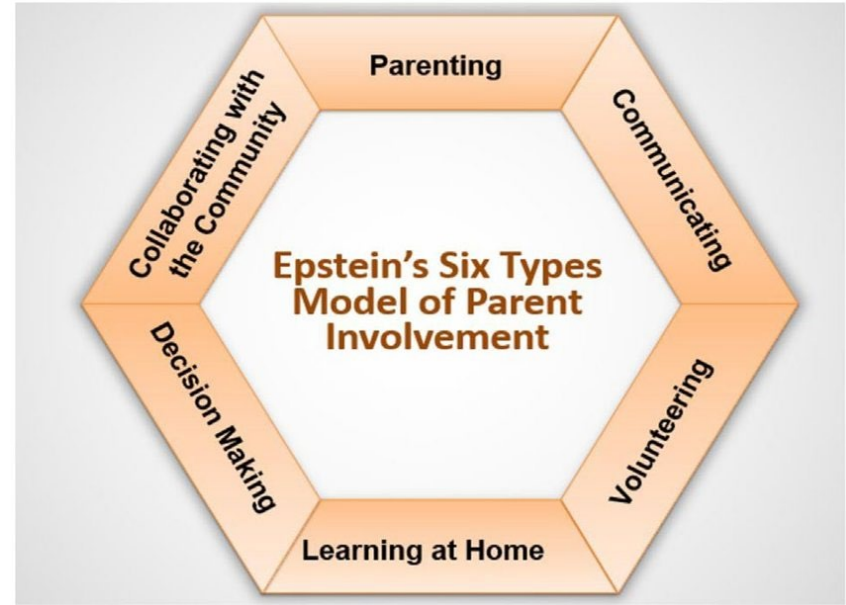 Parenting
Communicating
Volunteering
Learning at Home
Decision Making
Collaborating with
the Community
Epstein’s Six Types
Model of Parent
Involvement